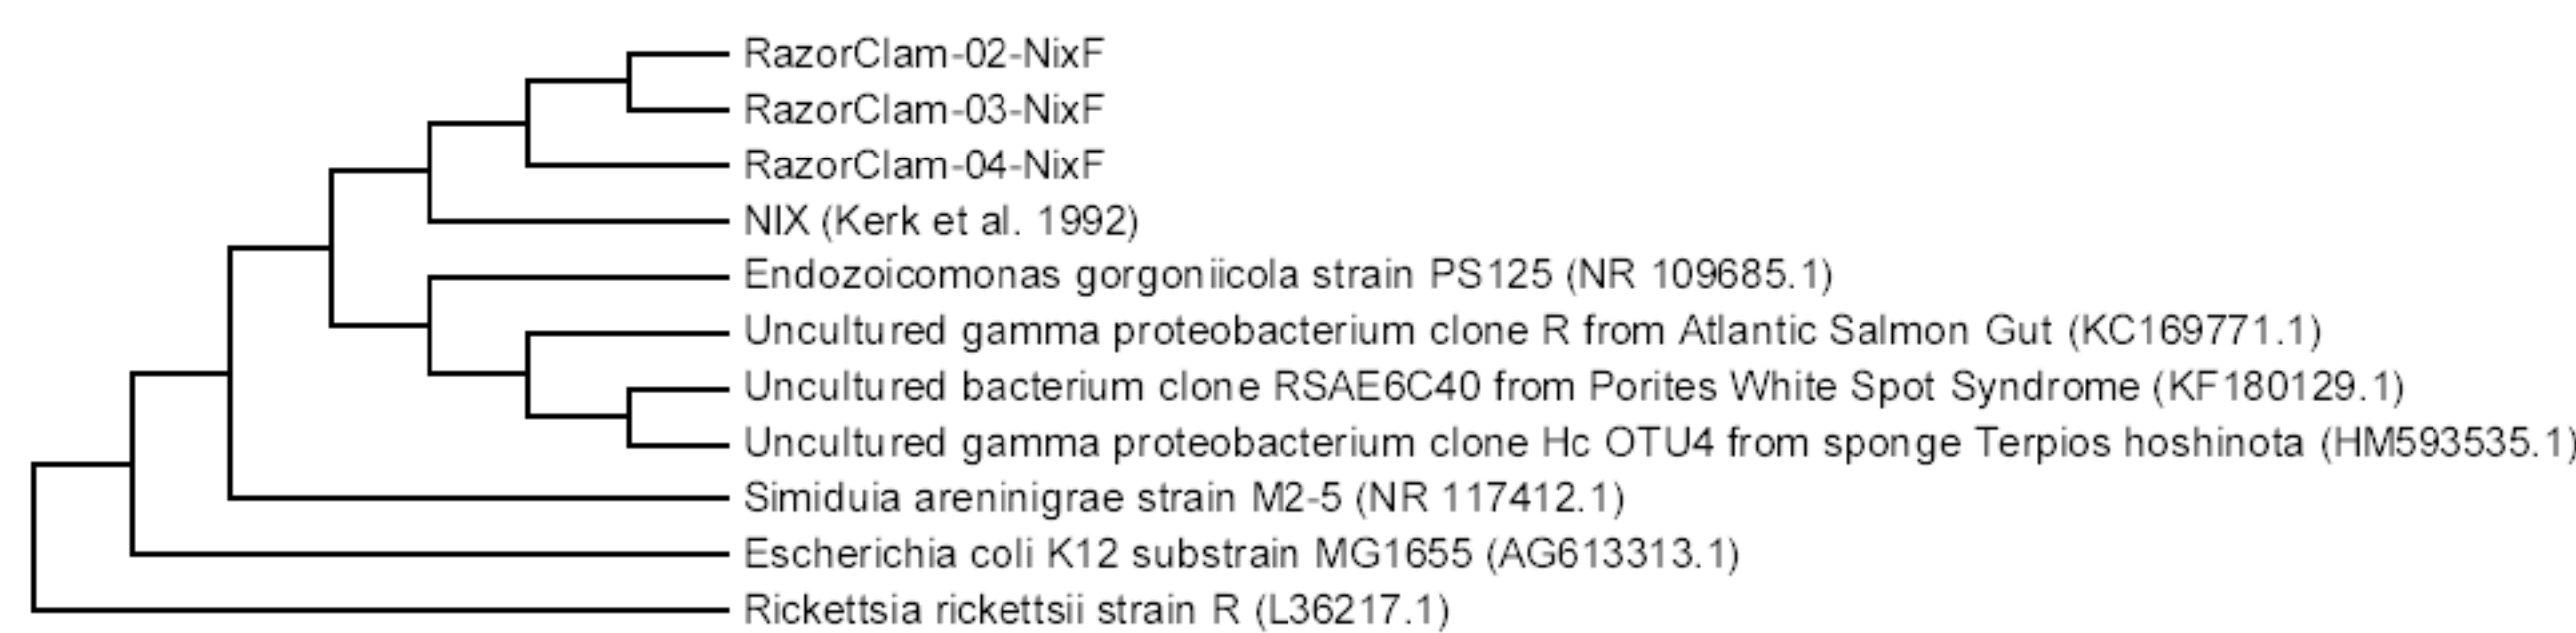 RazorClam-02-NixF
RazorClam-03-NixF
RazorClam-04-NixF
NIX (Kerk et al. 1992)
Endozoicomonas gorgoniicola strain PS125 (NR 109685.1)
Uncultured gamma proteobacterium clone R from Atlantic Salmon Gut (KC169771.1)
Uncultured bacterium clone RSAE6C40 from Porites White Spot Syndrome (KF180129.1)
Uncultured gamma proteobacterium clone Hc OTU4 from sponge Terpios hoshinota (HM593535.1)
Simiduia areninigrae strain M2-5 (NR 117412.1)
Escherichia coli K12 substrain MG1655 (AG613313.1)
Rickettsia rickettsii strain R (L36217.1)